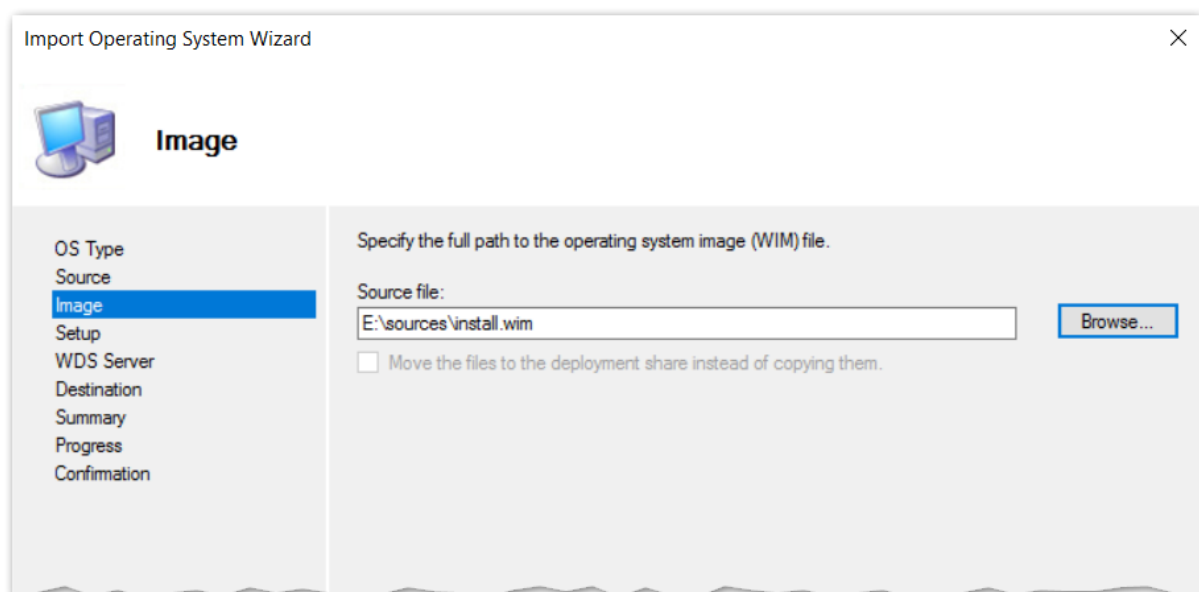 Import Operating System Wizard
Image
OS Type
Source
Image
Setup
WDS Server
Destination
Summary
Progress
Confirmation
Specify the full path to the operating system image (WIM) file.
Source file:
E:\sources\install.wim
Browse...
Move the files to the deployment share instead of copying them.